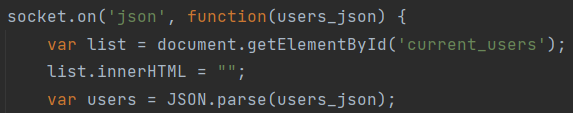 socket.on('json', function(users_json) {
    var list = document.getElementById('current_users');
    list.innerHTML = "";
    var users = JSON.parse(users_json);